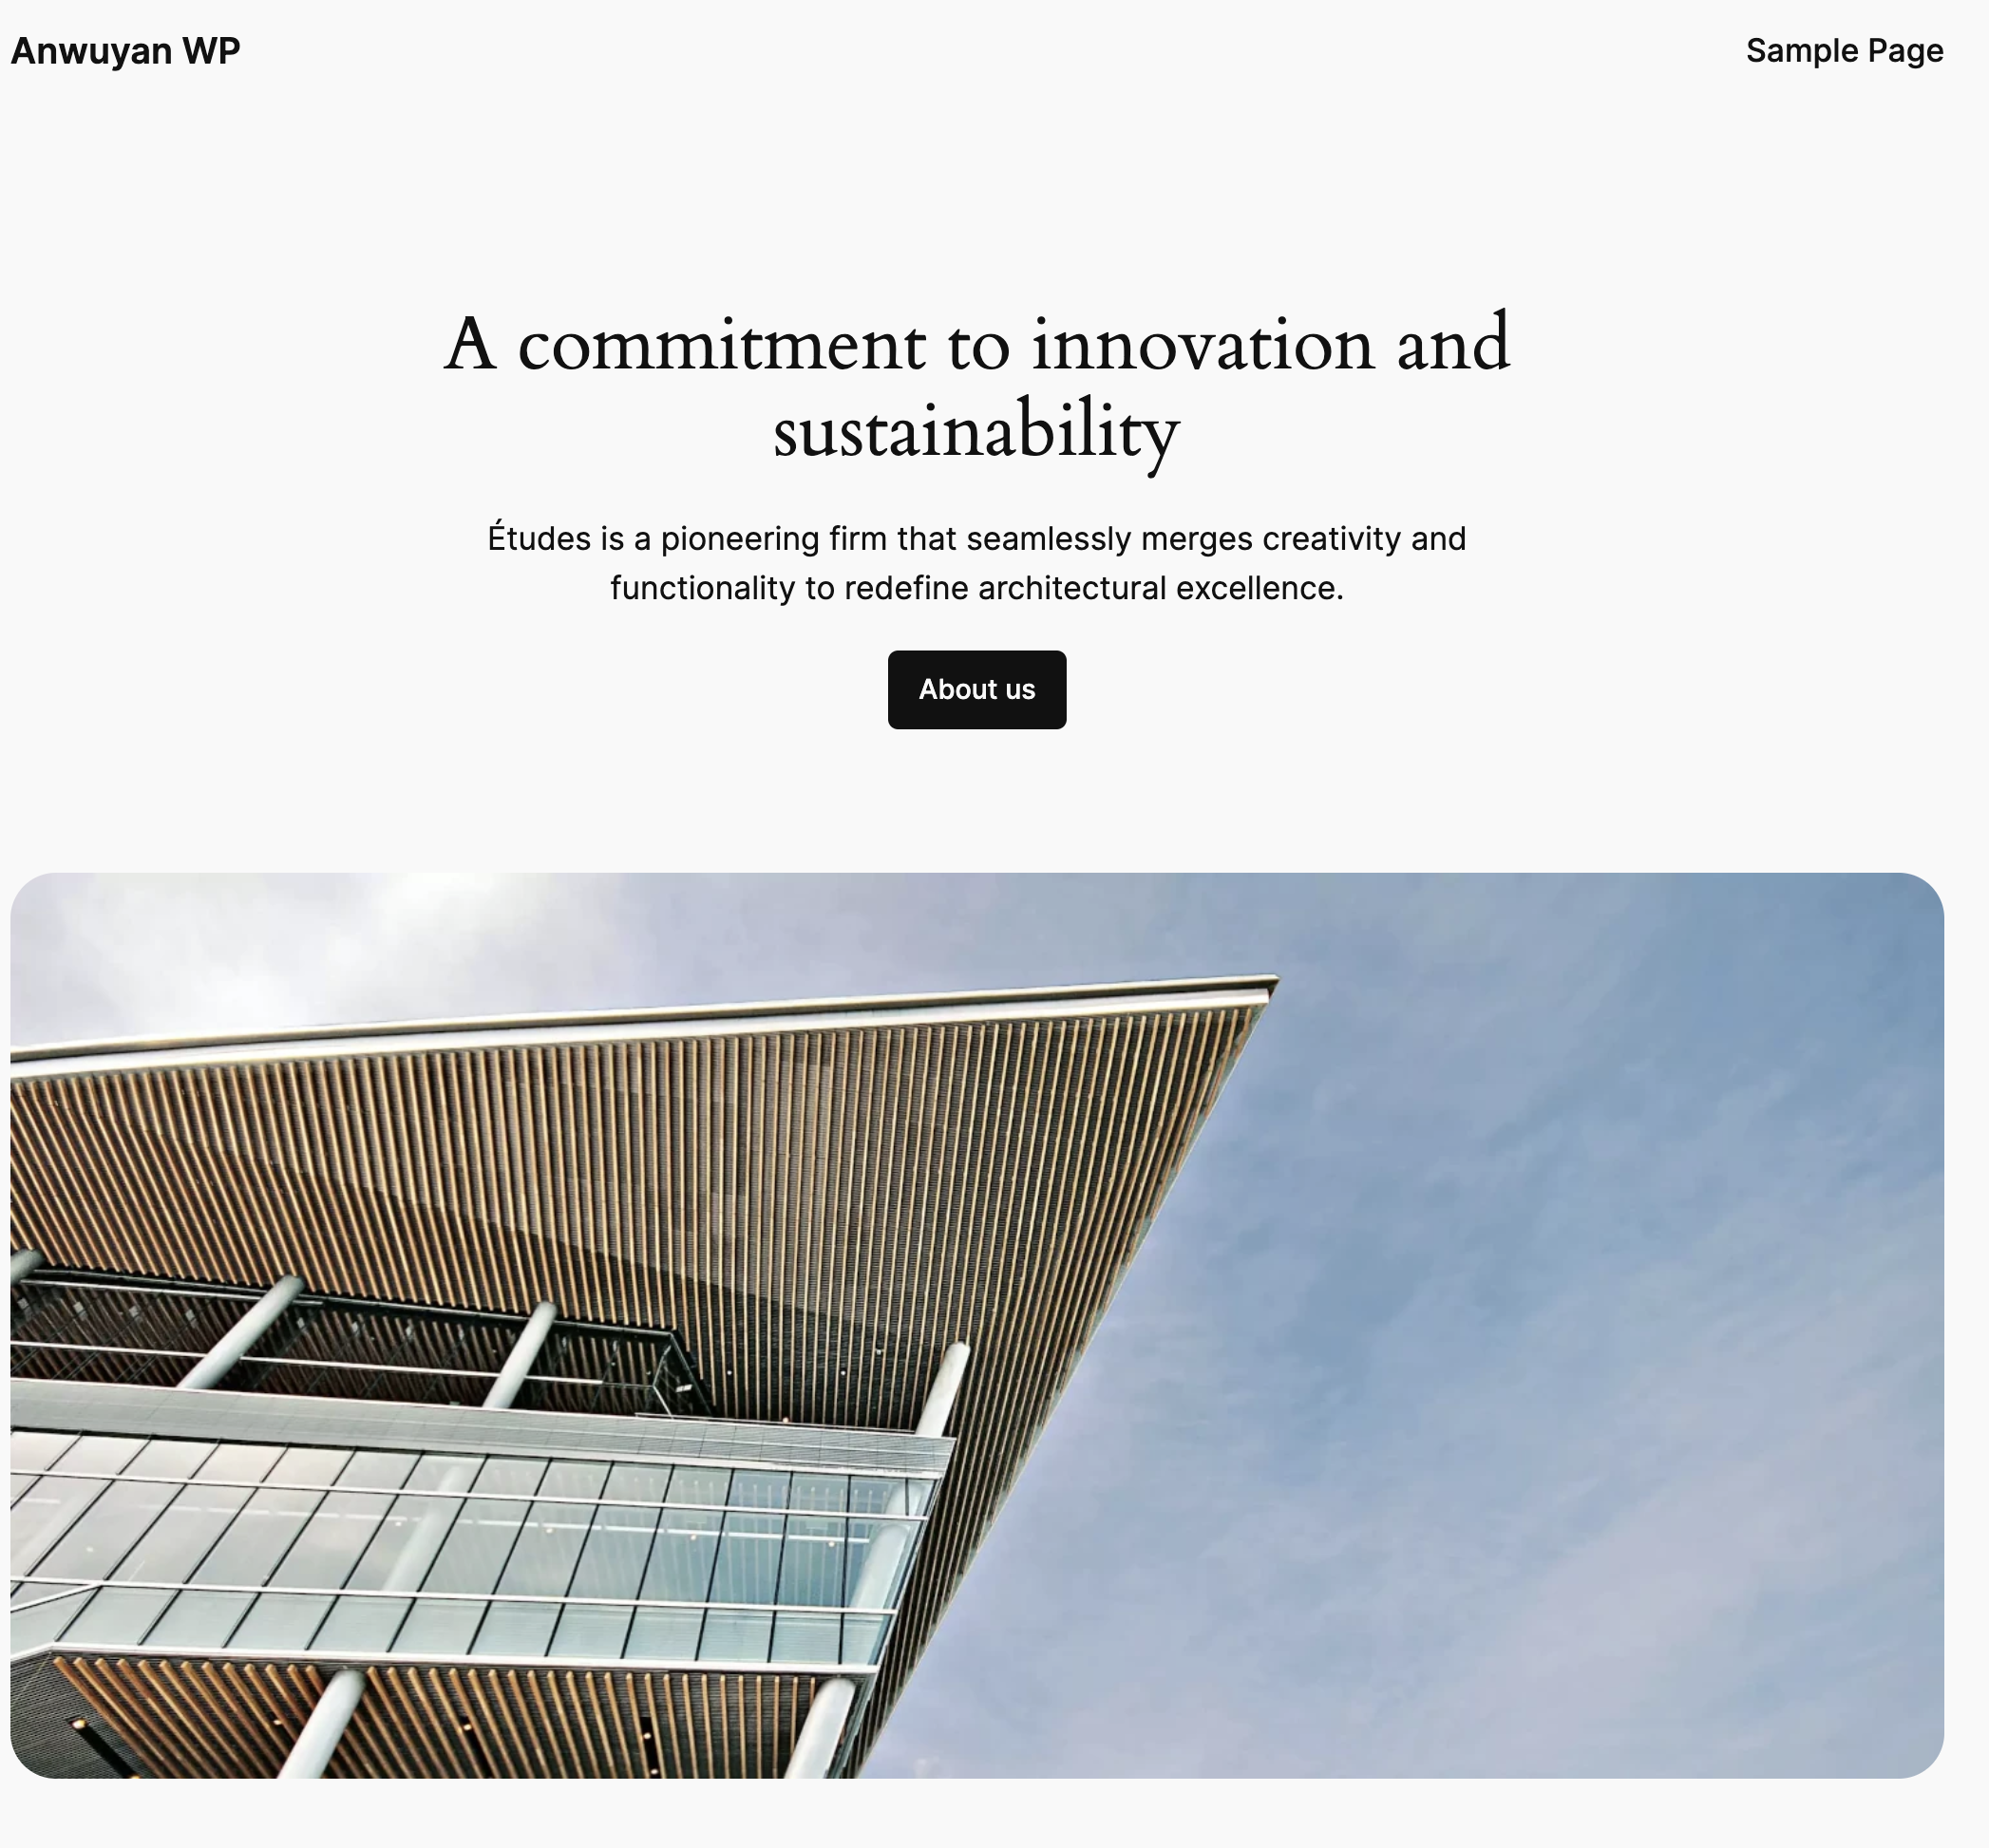 Anwuyan WP
Sample Page
A commitment to innovation and
sustainability
Études is a pioneering firm that seamlessly merges creativity and
functionality to redefine architectural excellence.
About us